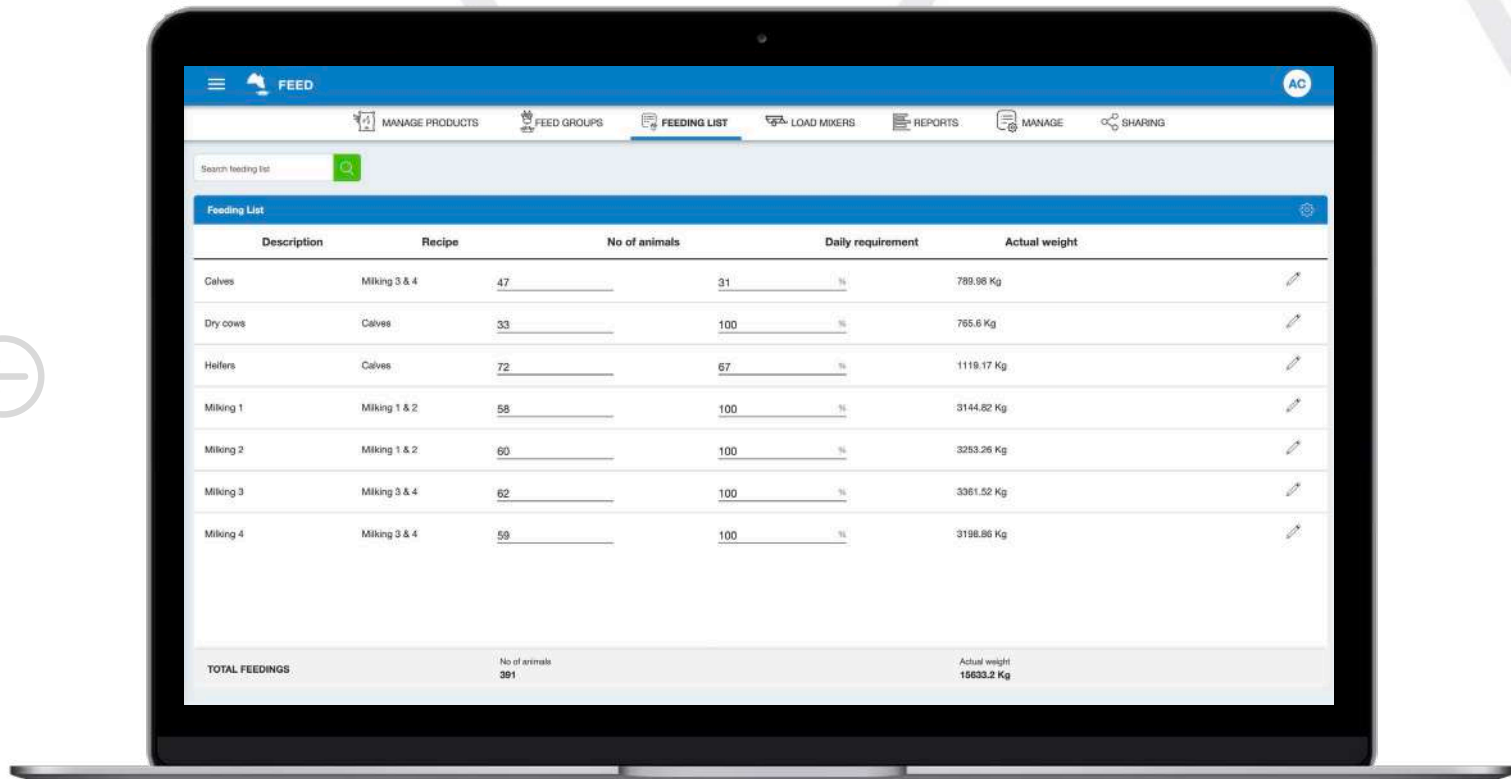 FEED
AC
MANAGE PRODUCTS FEED GROUPS FEEDING LIST LOAD MIXERS REPORTS MANAGE SHARING
Search feeding list
Feeding List
Description Recipe No of animals Daily requirement Actual weight
Calves Milking 3 & 4 47 31 % 789.98 Kg
Dry cows Calves 33 100 % 765.6 Kg
Heifers Calves 72 67 % 1119.17 Kg
Milking 1 Milking 1 & 2 58 100 % 3144.82 Kg
Milking 2 Milking 1 & 2 60 100 % 3253.26 Kg
Milking 3 Milking 3 & 4 62 100 % 3361.52 Kg
Milking 4 Milking 3 & 4 59 100 % 3198.86 Kg
TOTAL FEEDINGS
No of animals Actual weight
391 15633.2 Kg